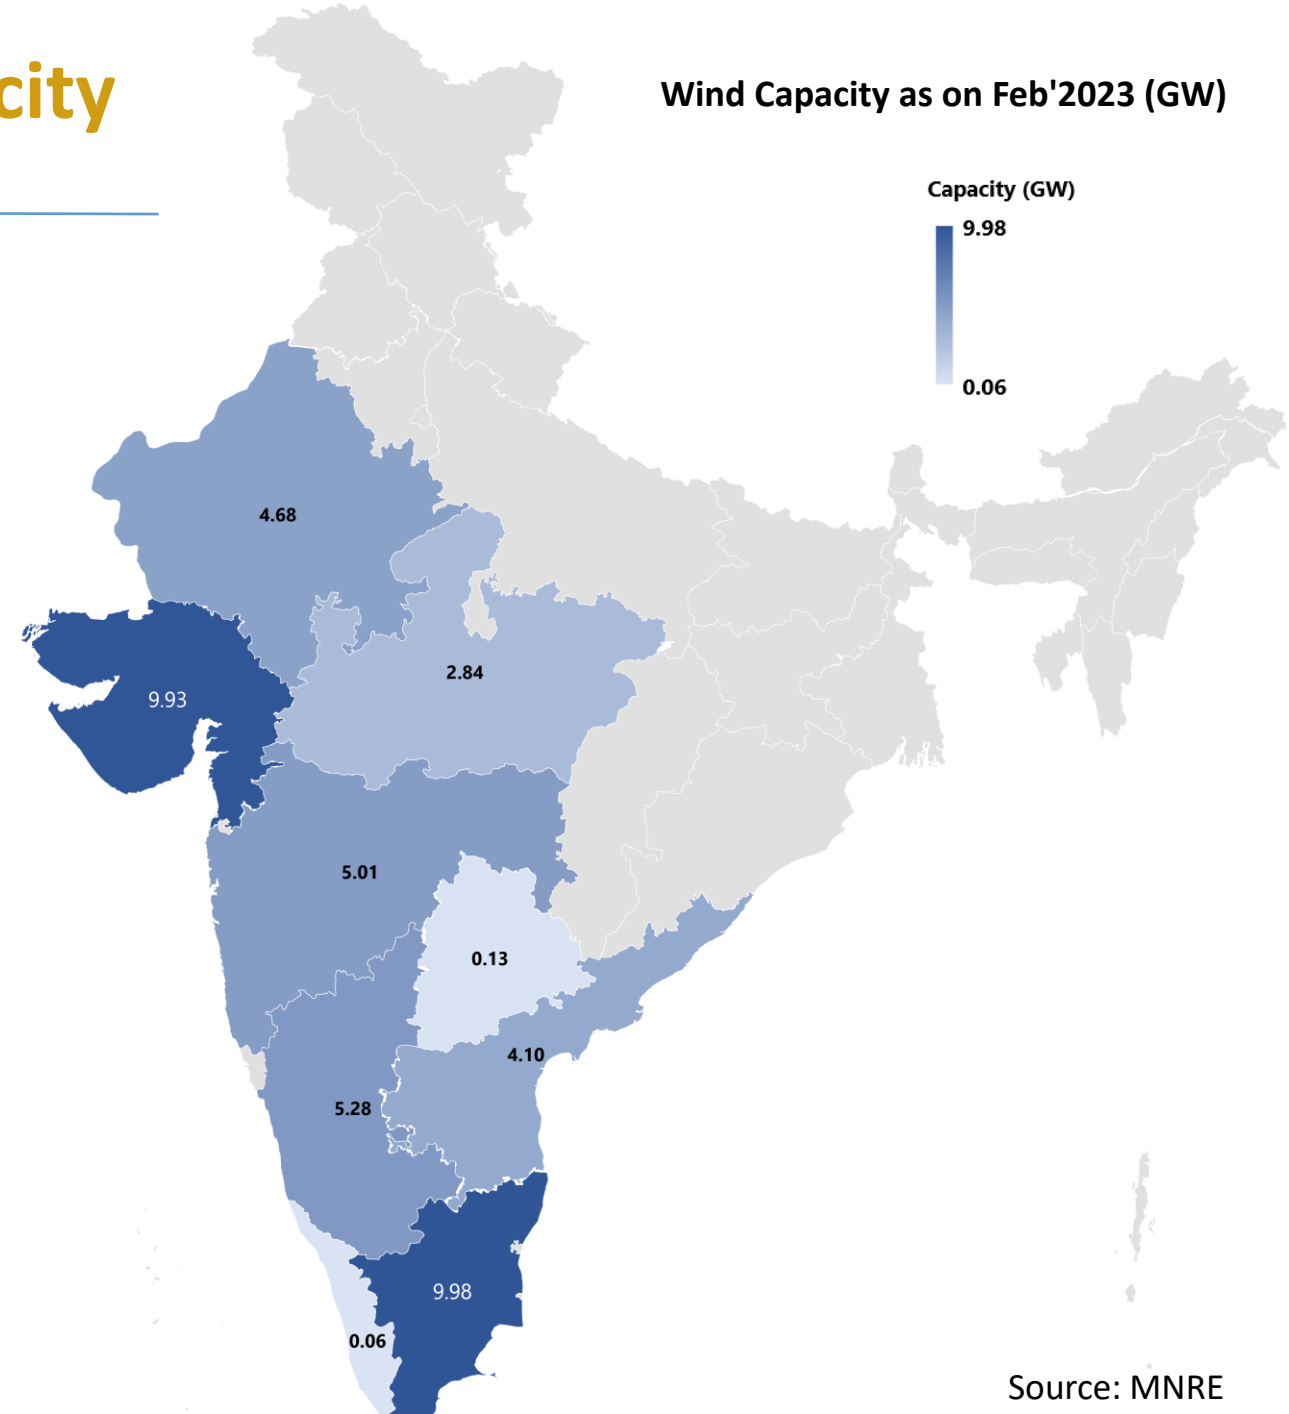 city
Wind Capacity as on Feb'2023 (GW)
Capacity (GW)
9.98
0.06
4.68
2.84
9.93
5.01
0.13
4.10
5.28
9.98
0.06
Source: MNRE